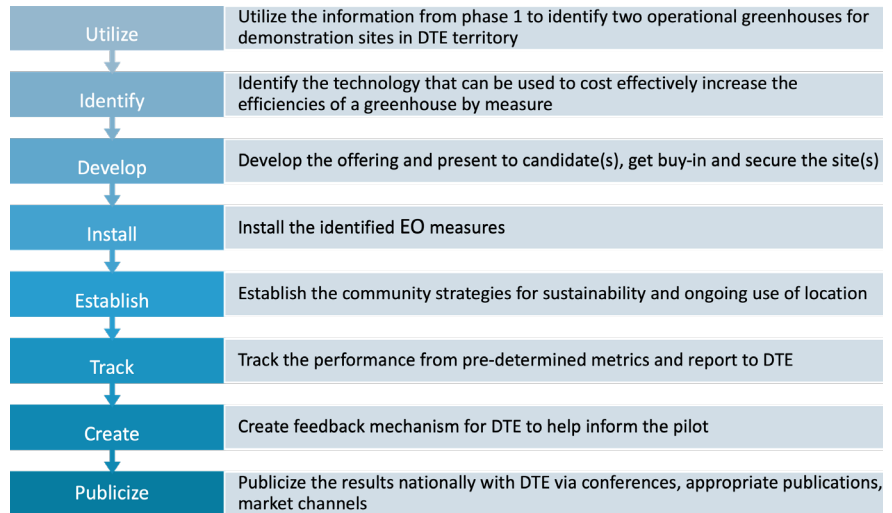 Utilize
Utilize the information from phase 1 to identify two operational greenhouses for
demonstration sites in DTE territory
Identify
Identify the technology that can be used to cost effectively increase the
efficiencies of a greenhouse by measure
Develop
Develop the offering and present to candidate(s), get buy-in and secure the site(s)
Install
Install the identified EO measures
Establish
Establish the community strategies for sustainability and ongoing use of location
Track
Track the performance from pre-determined metrics and report to DTE
Create
Create feedback mechanism for DTE to help inform the pilot
Publicize
Publicize the results nationally with DTE via conferences, appropriate publications,
market channels